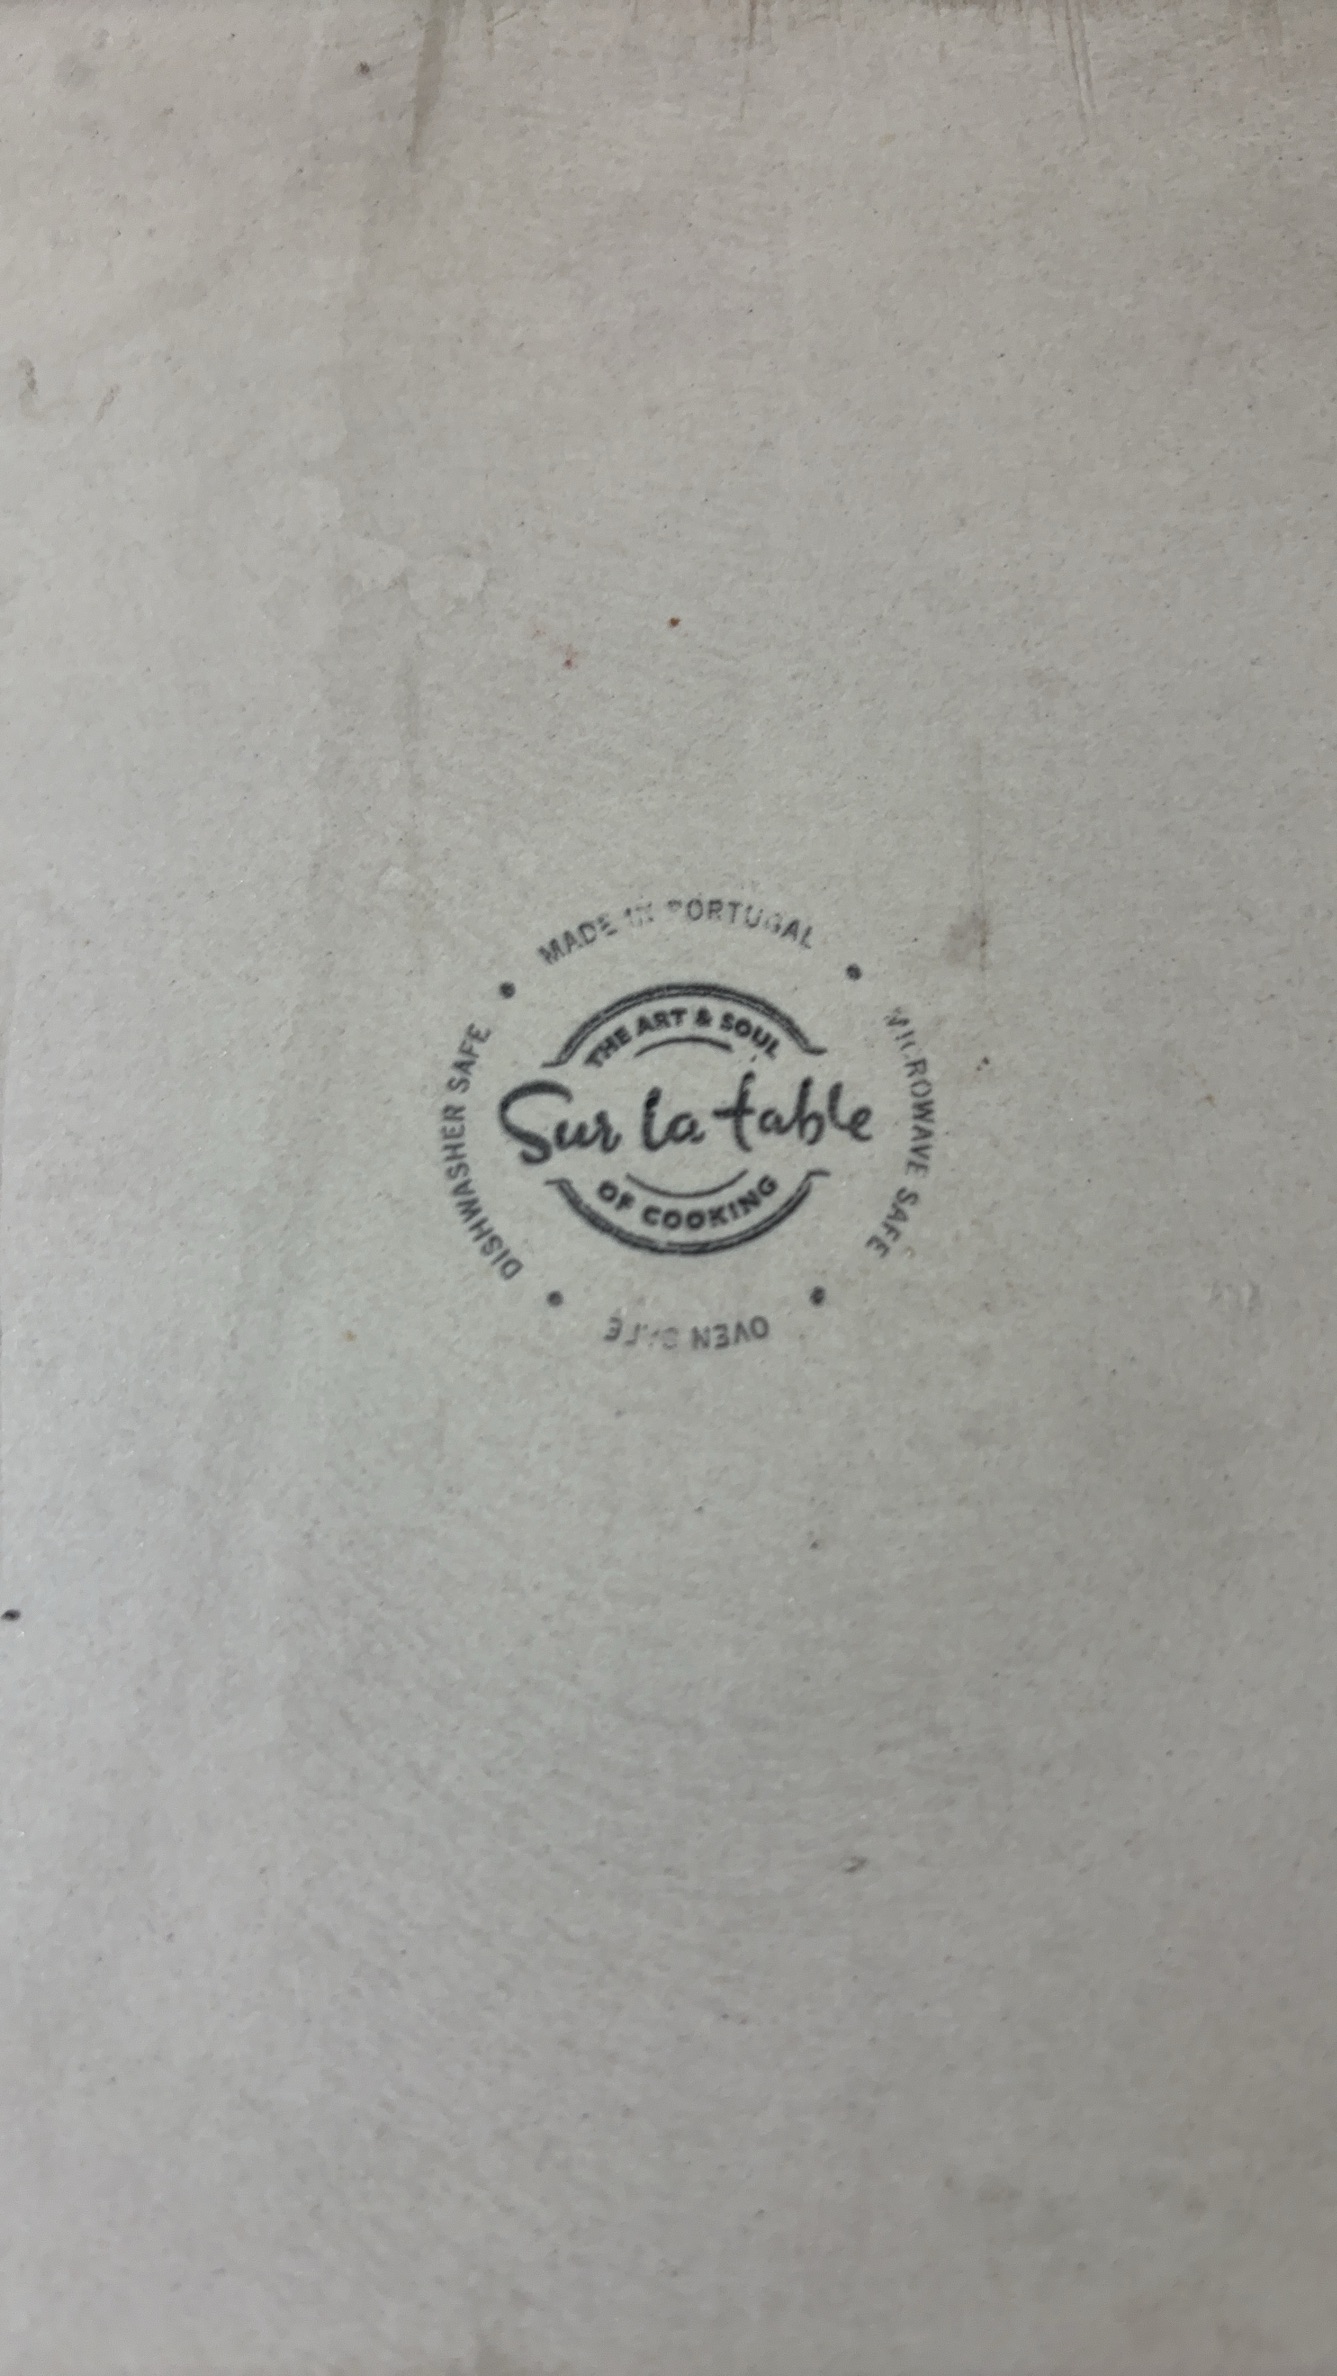 MADE IN PORTUGAL
MICROWAVE SAFE
OVEN SAFE
DISHWASHER SAFE
THE ART & SOUL
Sur la table
OF COOKING